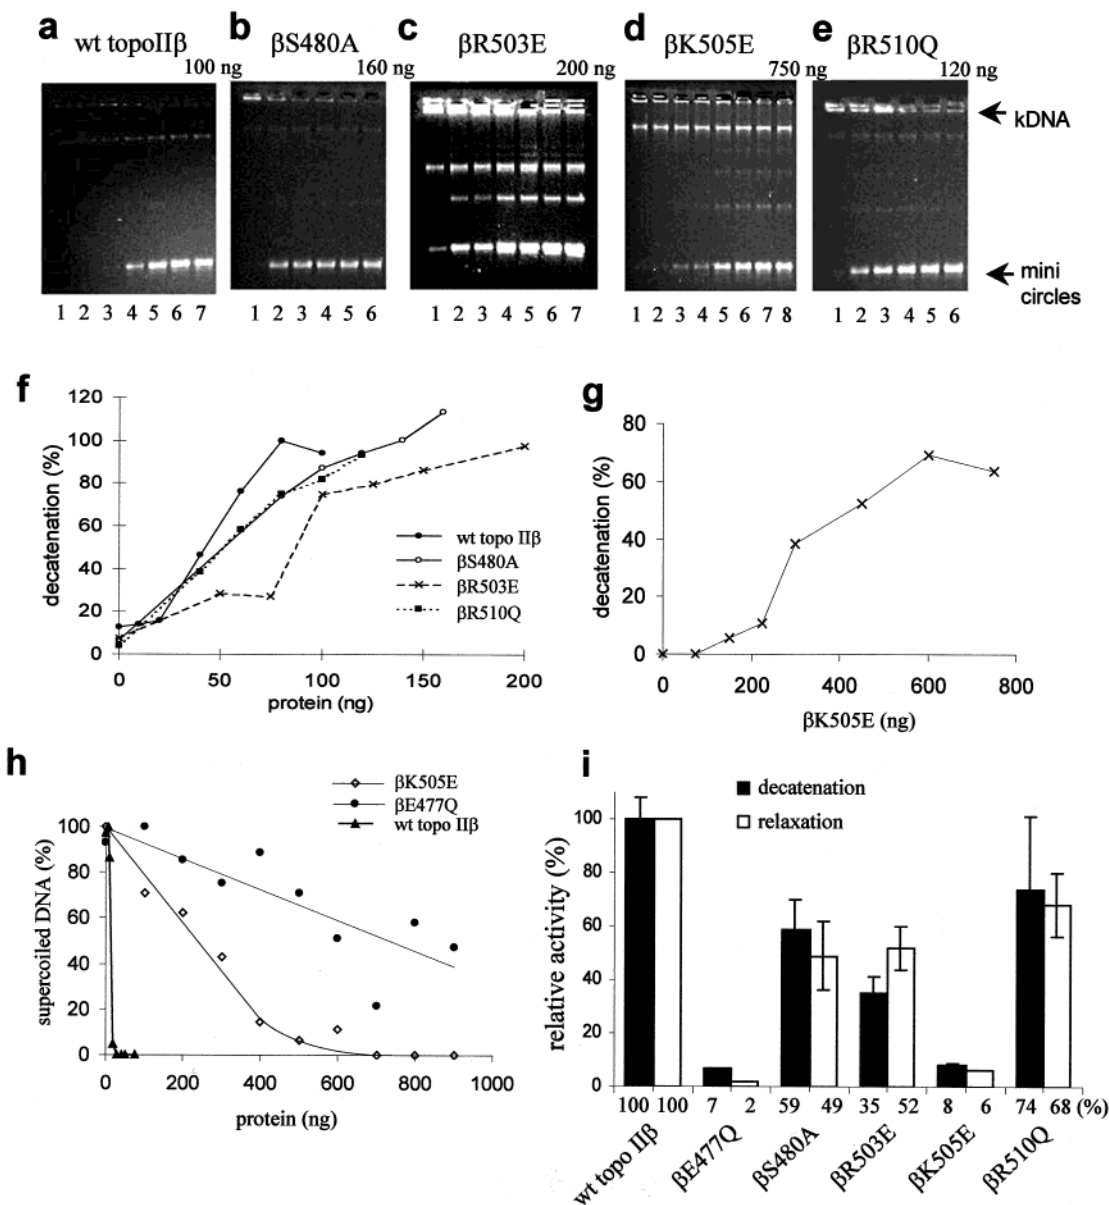 a
wt topoIIβ
100 ng
b
βS480A
160 ng
c
βR503E
200 ng
d
βK505E
750 ng
e
βR510Q
120 ng
kDNA
mini
circles
1 2 3 4 5 6 7
1 2 3 4 5 6
1 2 3 4 5 6 7
1 2 3 4 5 6 7 8
1 2 3 4 5 6
f
120
100
80
60
40
20
0
decatenation (%)
0 50 100 150 200
protein (ng)
wt topo IIβ
βS480A
βR503E
βR510Q
g
80
60
40
20
0
decatenation (%)
0 200 400 600 800
βK505E (ng)
h
βK505E
βE477Q
wt topo IIβ
100
80
60
40
20
0
supercoiled DNA (%)
0 200 400 600 800 1000
protein (ng)
i
decatenation
relaxation
100
80
60
40
20
0
relative activity (%)
100 100 7 2 59 49 35 52 8 6 74 68 (%)
wt topo IIβ
βE477Q
βS480A
βR503E
βK505E
βR510Q